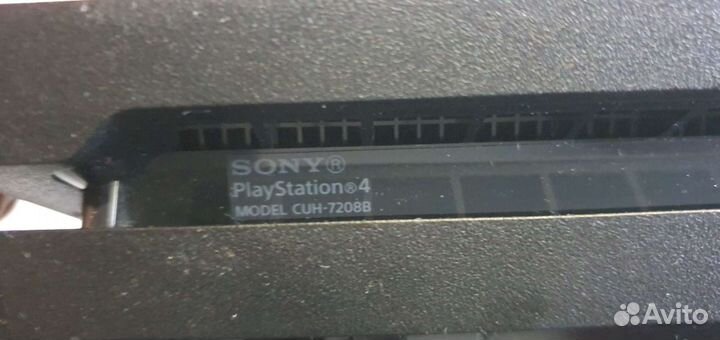 SONY®
PlayStation®4
MODEL CUH-7208B
Avito